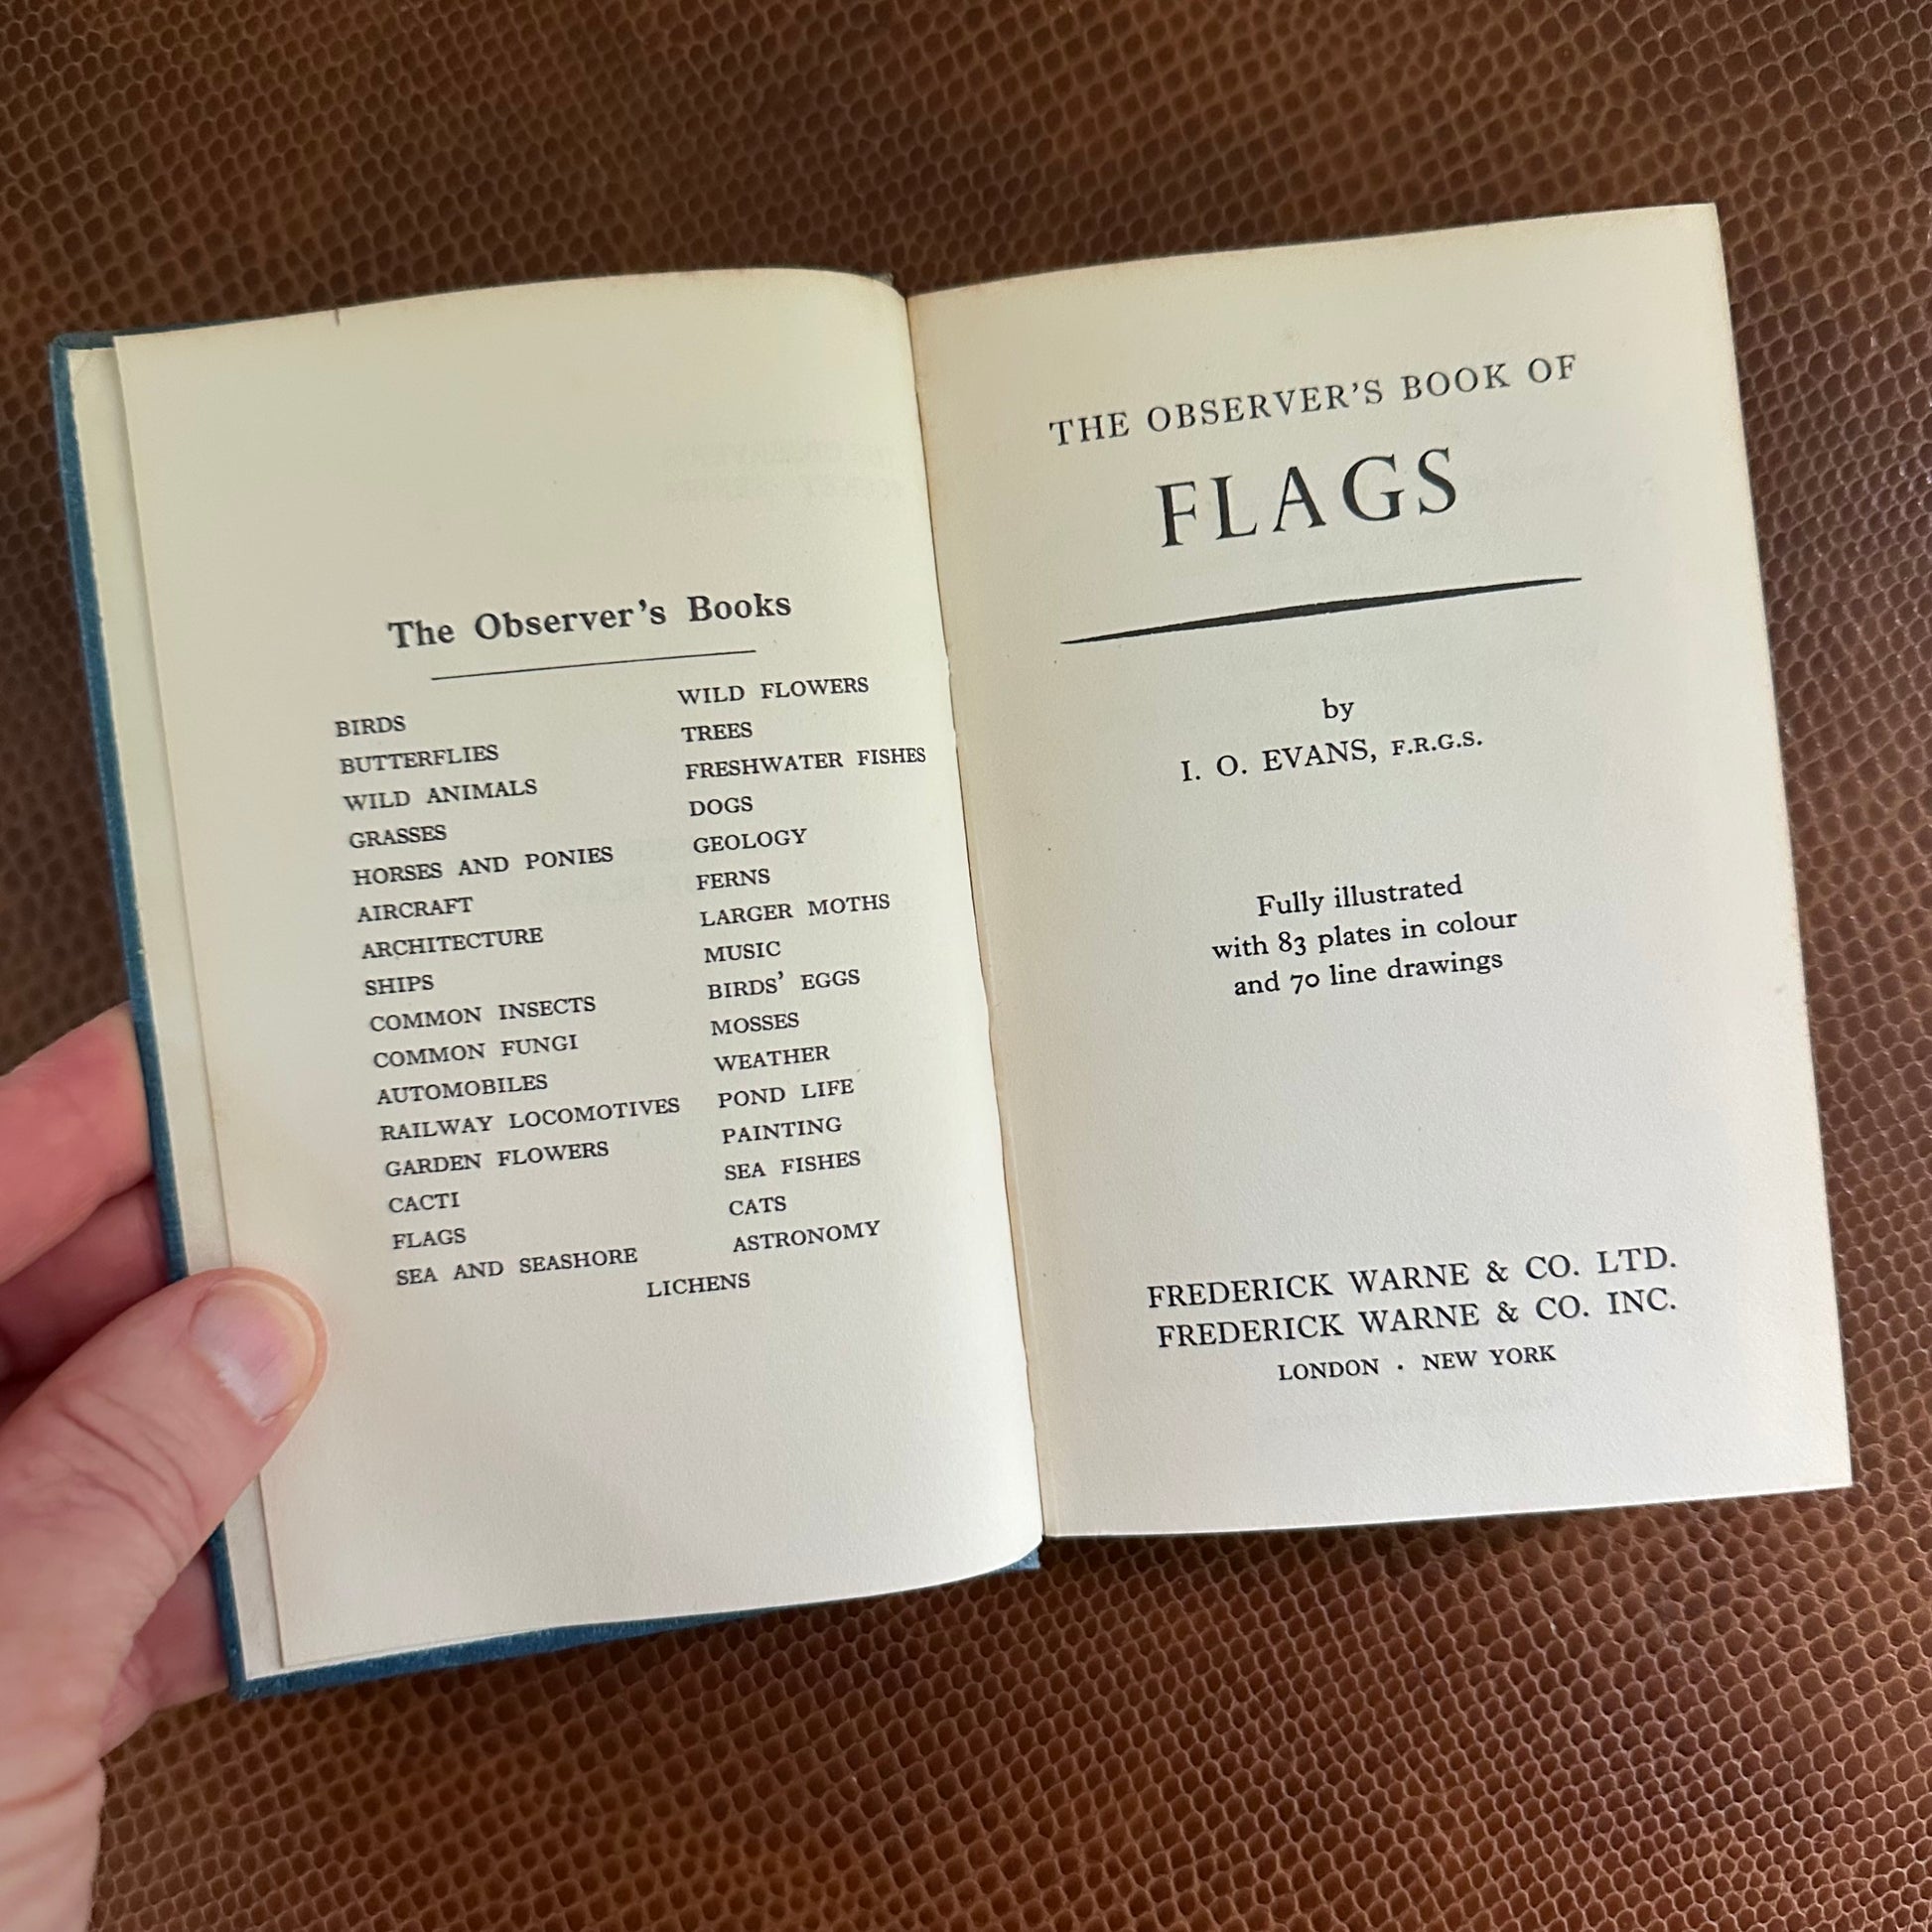 The Observer's Books
BIRDS
BUTTERFLIES
WILD ANIMALS
GRASSES
HORSES AND PONIES
AIRCRAFT
ARCHITECTURE
SHIPS
COMMON INSECTS
COMMON FUNGI
AUTOMOBILES
RAILWAY LOCOMOTIVES
GARDEN FLOWERS
CACTI
FLAGS
SEA AND SEASHORE
WILD FLOWERS
TREES
FRESHWATER FISHES
DOGS
GEOLOGY
FERNS
LARGER MOTHS
MUSIC
BIRDS' EGGS
MOSSES
WEATHER
POND LIFE
PAINTING
SEA FISHES
CATS
ASTRONOMY
LICHENS
THE OBSERVER'S BOOK OF
FLAGS
by
I. O. EVANS, F.R.G.S.
Fully illustrated
with 83 plates in colour
and 70 line drawings
FREDERICK WARNE & CO. LTD.
FREDERICK WARNE & CO. INC.
LONDON · NEW YORK